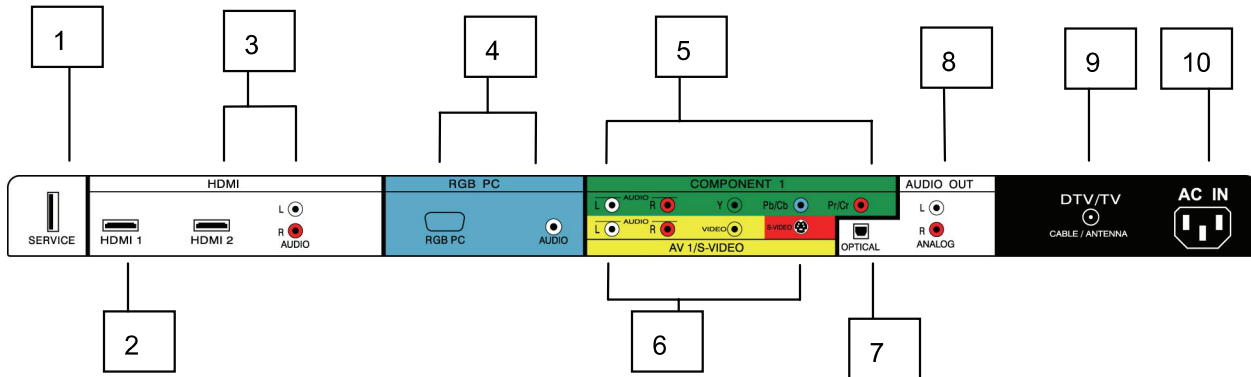 1
3
4
5
8
9
10
HDMI
RGB PC
COMPONENT 1
AUDIO OUT
SERVICE
HDMI 1
HDMI 2
L
R
AUDIO
RGB PC
AUDIO
L AUDIO R Y Pb/Cb Pr/Cr
L AUDIO R VIDEO S-VIDEO
AV 1/S-VIDEO
OPTICAL
L
R
ANALOG
DTV/TV
CABLE / ANTENNA
AC IN
2
6
7